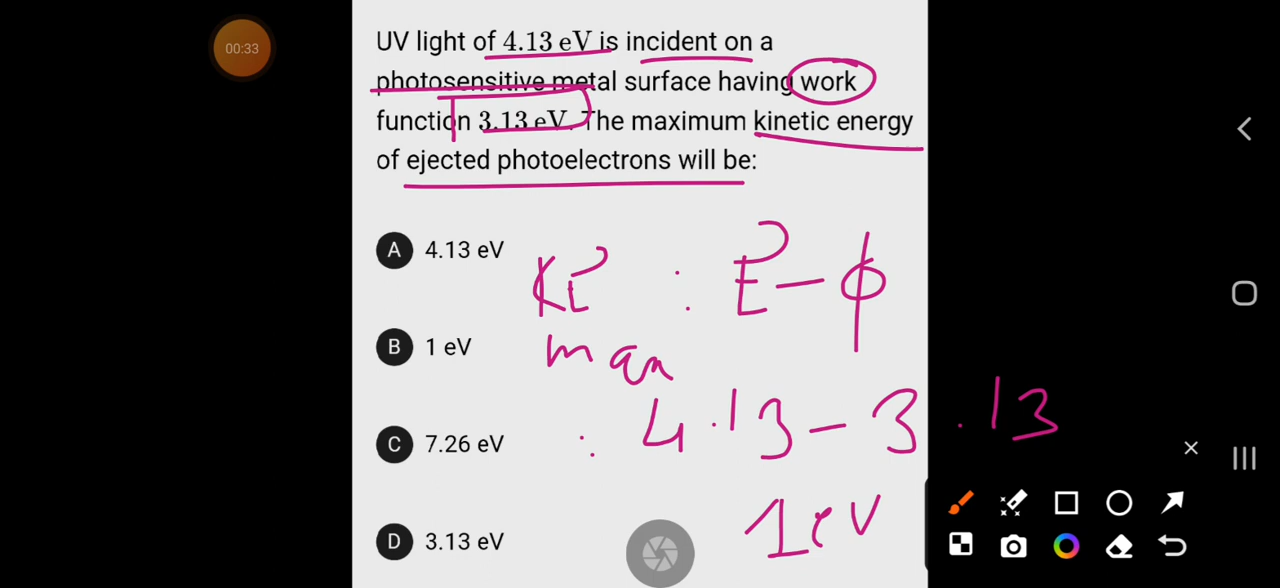 00:33
UV light of 4.13 eV is incident on a
photosensitive metal surface having work
function 3.13 eV. The maximum kinetic energy
of ejected photoelectrons will be:
A 4.13 eV
KE : E - ϕ
max
B 1 eV
: 4.13 - 3.13
C 7.26 eV
1 eV
D 3.13 eV